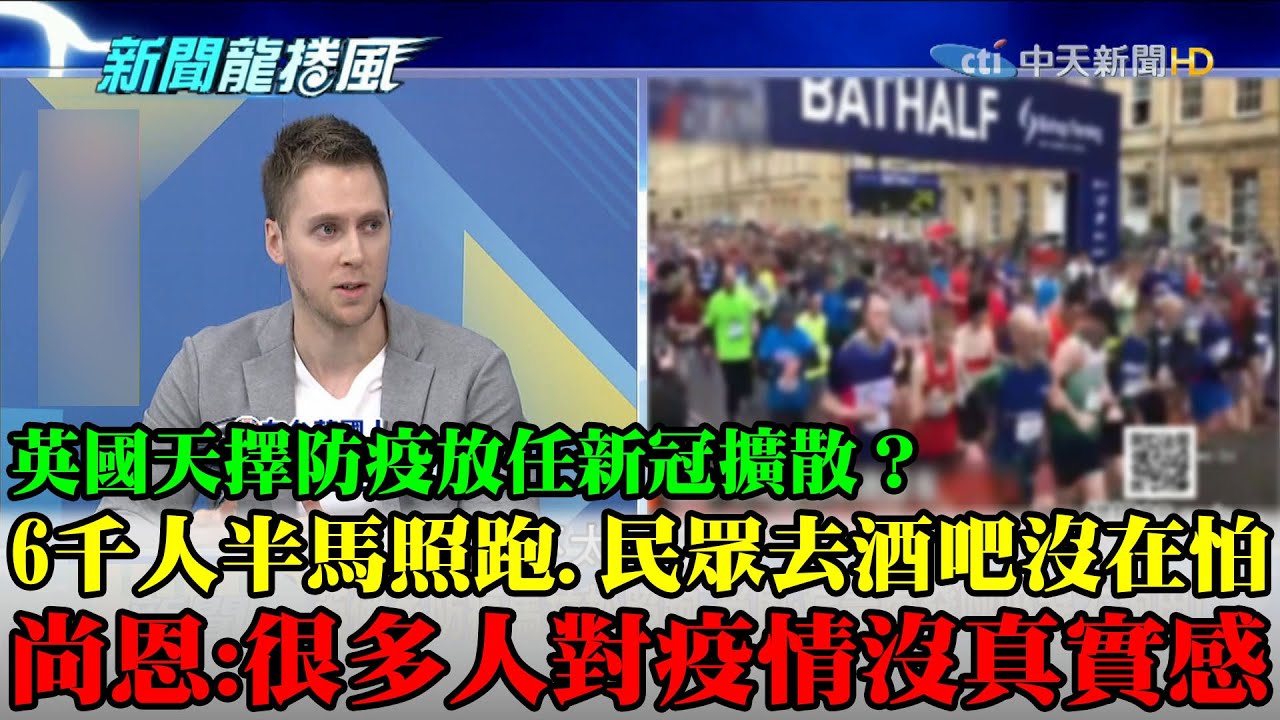 新聞龍捲風
cti 中天新聞HD
BATHALF
英國天擇防疫放任新冠擴散？
6千人半馬照跑.民眾去酒吧沒在怕
尚恩:很多人對疫情沒真實感